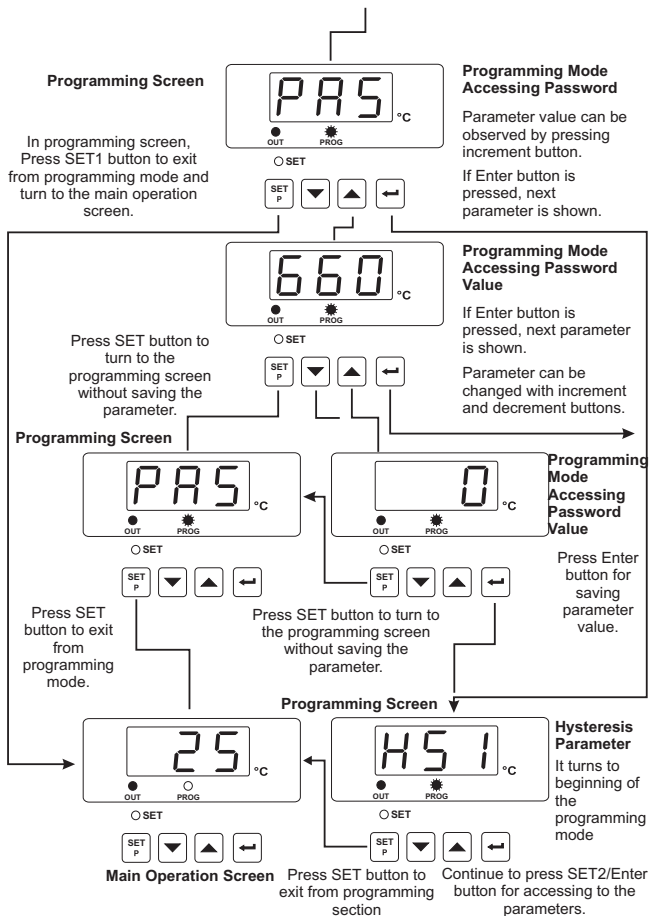 Programming Screen
PAS
°C
OUT
PROG
SET
SET
P
Programming Mode
Accessing Password
Parameter value can be
observed by pressing
increment button.
If Enter button is
pressed, next
parameter is shown.
In programming screen,
Press SET1 button to exit
from programming mode and
turn to the main operation
screen.
660
°C
OUT
PROG
SET
SET
P
Programming Mode
Accessing Password
Value
If Enter button is
pressed, next parameter
is shown.
Parameter can be
changed with increment
and decrement buttons.
Press SET button to
turn to the
programming screen
without saving the
parameter.
Programming Screen
PAS
°C
OUT
PROG
SET
SET
P
0
°C
OUT
PROG
SET
SET
P
Programming
Mode
Accessing
Password
Value
Press Enter
button for
saving
parameter
value.
Press SET
button to exit
from
programming
mode.
Press SET button to turn to
the programming screen
without saving the
parameter.
25
°C
OUT
PROG
SET
SET
P
Main Operation Screen
Programming Screen
HS1
°C
OUT
PROG
SET
SET
P
Hysteresis
Parameter
It turns to
beginning of
the
programming
mode
Press SET button to
exit from programming
section
Continue to press SET2/Enter
button for accessing to the
parameters.